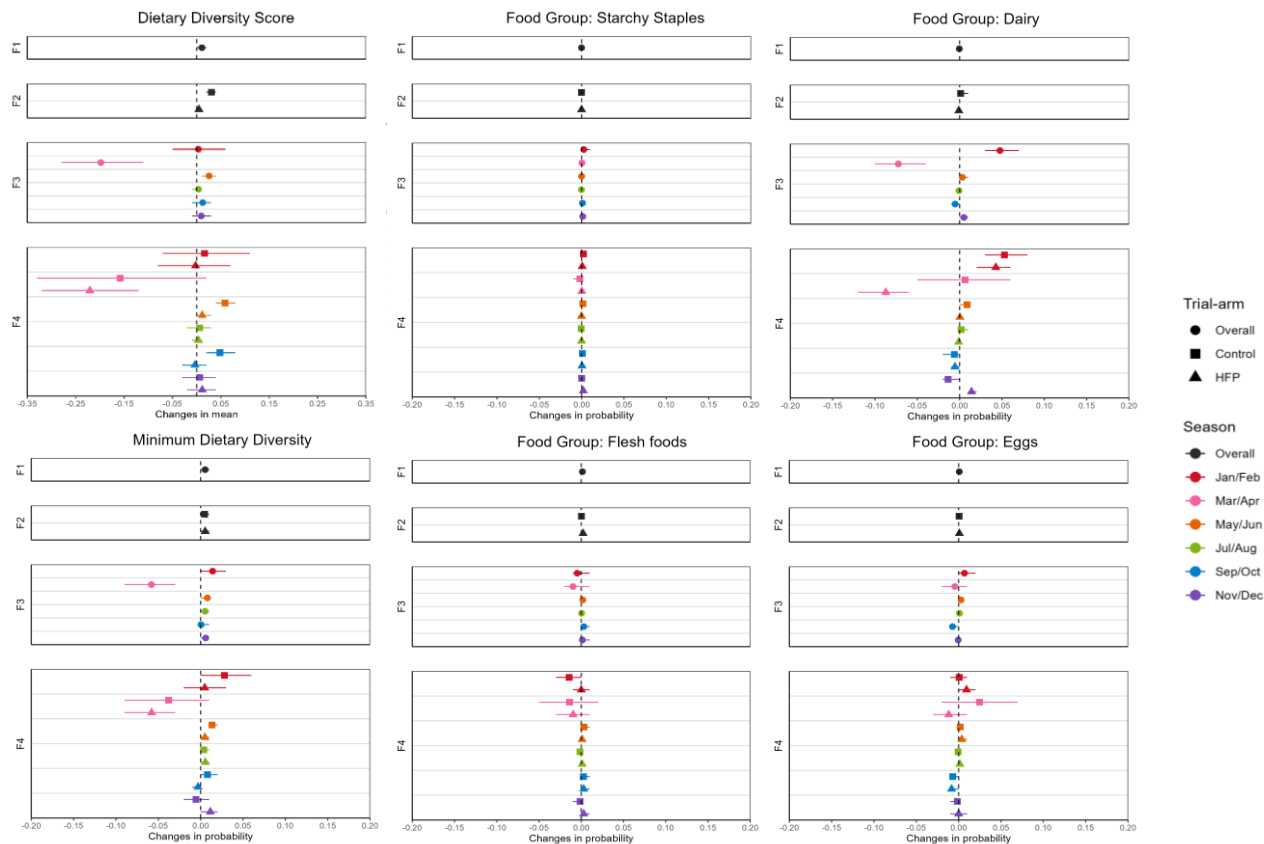 Dietary Diversity Score
F1
F2
F3
F4
-0.35 -0.25 -0.15 -0.05 0.05 0.15 0.25 0.35
Changes in mean
Food Group: Starchy Staples
F1
F2
F3
F4
-0.20 -0.15 -0.10 -0.05 0.00 0.05 0.10 0.15 0.20
Changes in probability
Food Group: Dairy
F1
F2
F3
F4
-0.20 -0.15 -0.10 -0.05 0.00 0.05 0.10 0.15 0.20
Changes in probability
Minimum Dietary Diversity
F1
F2
F3
F4
-0.20 -0.15 -0.10 -0.05 0.00 0.05 0.10 0.15 0.20
Changes in probability
Food Group: Flesh foods
F1
F2
F3
F4
-0.20 -0.15 -0.10 -0.05 0.00 0.05 0.10 0.15 0.20
Changes in probability
Food Group: Eggs
F1
F2
F3
F4
-0.20 -0.15 -0.10 -0.05 0.00 0.05 0.10 0.15 0.20
Changes in probability
Trial-arm
Overall
Control
HFP
Season
Overall
Jan/Feb
Mar/Apr
May/Jun
Jul/Aug
Sep/Oct
Nov/Dec